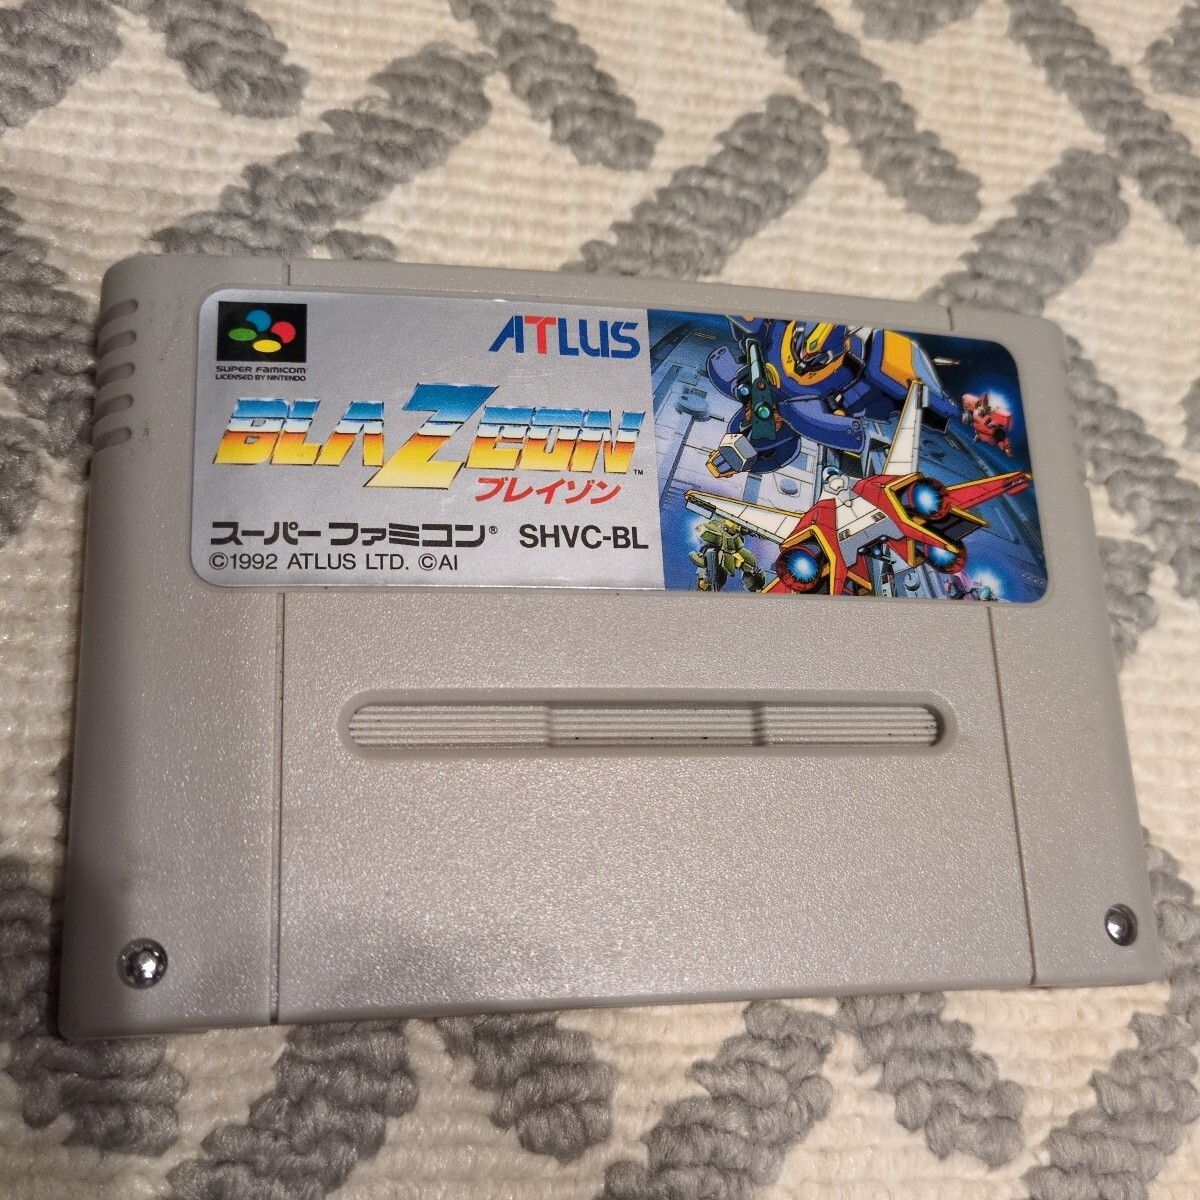 SUPER FAMICOM
LICENSED BY NINTENDO
ATLUS
BLAZEON™
ブレイゾン
スーパーファミコン® SHVC-BL
©1992 ATLUS LTD. ©AI